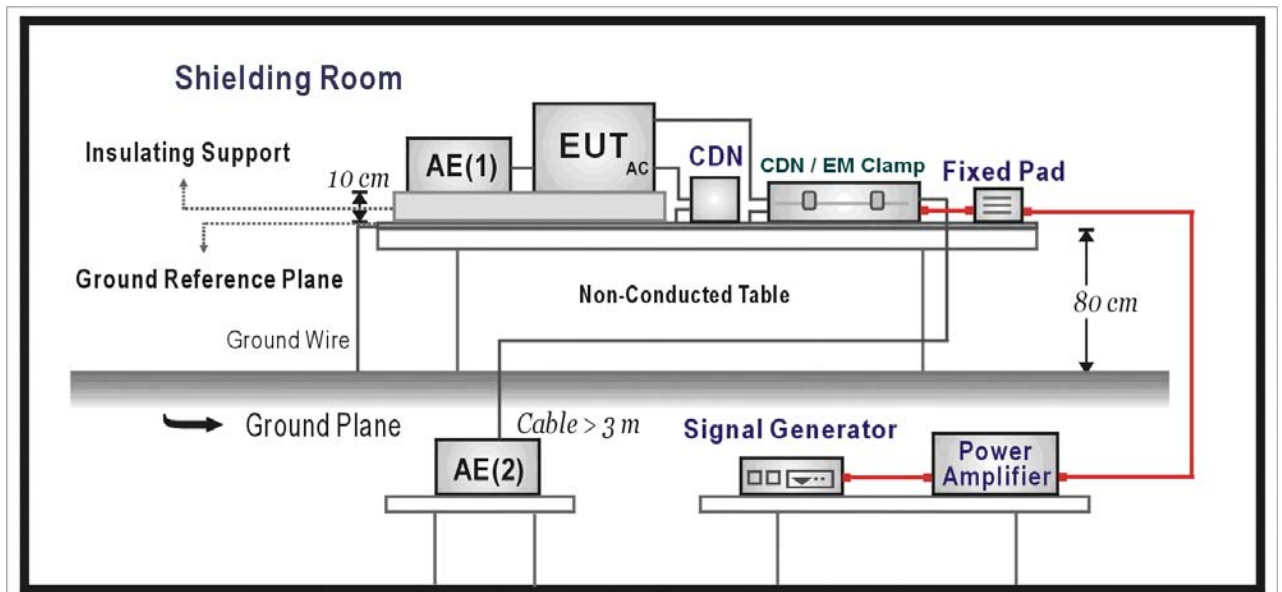 Shielding Room
Insulating Support
10 cm
AE(1)
EUT
AC
CDN
CDN / EM Clamp
Fixed Pad
Ground Reference Plane
Non-Conducted Table
80 cm
Ground Wire
Ground Plane
Cable > 3 m
AE(2)
Signal Generator
Power
Amplifier